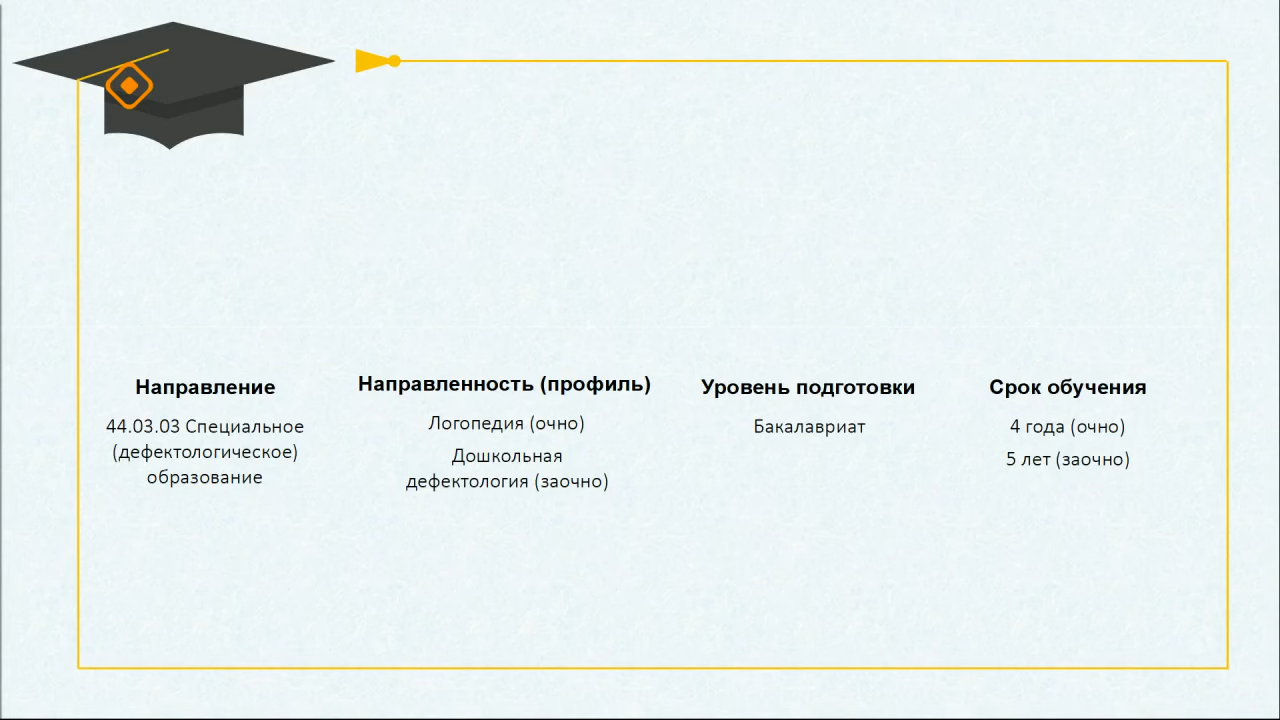 Направление
44.03.03 Специальное
(дефектологическое)
образование
Направленность (профиль)
Логопедия (очно)
Дошкольная
дефектология (заочно)
Уровень подготовки
Бакалавриат
Срок обучения
4 года (очно)
5 лет (заочно)